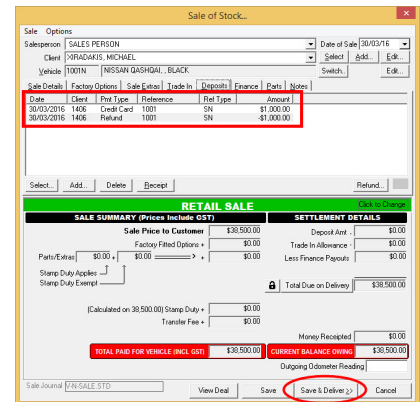 Sale of Stock...
Sale Options
Salesperson SALES PERSON Date of Sale 30/03/16
Client XIRADAKIS, MICHAEL Select Add... Edit...
Vehicle 1001N NISSAN QASHQAI, , BLACK Switch.. Edit...
Sale Details Factory Options Sale Extras Trade In Deposits Finance Parts Notes
Date Client Pmt Type Reference Ref Type Amount
30/03/2016 1406 Credit Card 1001 SN $1,000.00
30/03/2016 1406 Refund 1001 SN -$1,000.00
Select... Add... Delete Receipt Refund...
RETAIL SALE Click to Change
SALE SUMMARY (Prices Include GST) SETTLEMENT DETAILS
Sale Price to Customer $38,500.00 Deposit Amt - $0.00
Factory Fitted Options + $0.00 Trade In Allowance - $0.00
Parts/Extras $0.00 + $0.00 > + $0.00 Less Finance Payouts $0.00
Stamp Duty Applies
Stamp Duty Exempt Total Due on Delivery $38,500.00
(Calculated on 38,500.00) Stamp Duty + $0.00
Transfer Fee + $0.00
Money Receipted $0.00
TOTAL PAID FOR VEHICLE (INCL GST) $38,500.00 CURRENT BALANCE OWING $38,500.00
Outgoing Odometer Reading
Sale Journal V-N-SALE.STD View Deal Save Save & Deliver >> Cancel